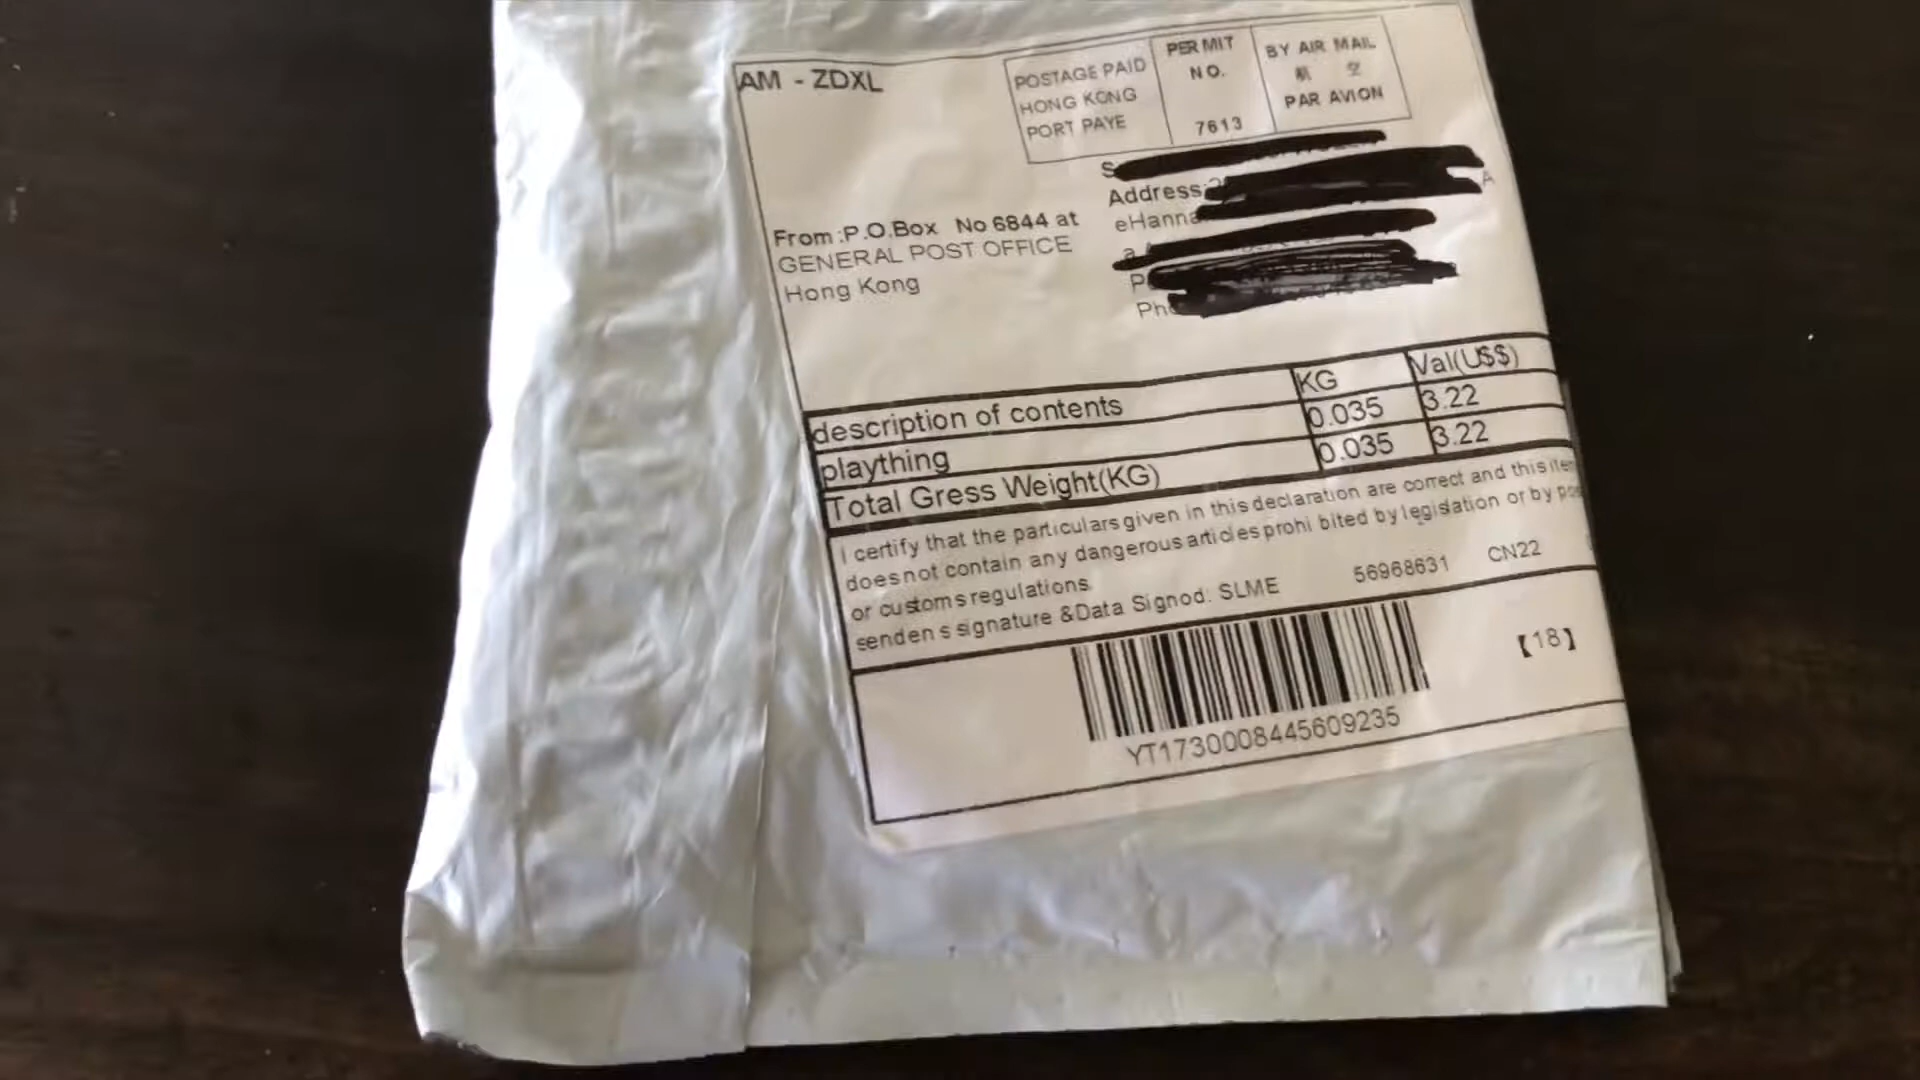 AM - ZDXL
POSTAGE PAID
HONG KONG
PORT PAYE
PERMIT
NO.
7613
BY AIR MAIL
航 空
PAR AVION
From:P.O.Box No 6844 at
GENERAL POST OFFICE
Hong Kong
S
Address:
eHanna
a
P
Pho
description of contents KG Val(US$)
plaything 0.035 3.22
Total Gress Weight(KG) 0.035 3.22
I certify that the particulars given in this declaration are correct and this item
does not contain any dangerous articles prohi bited by legislation or by pos
or customs regulations.
senden s signature &Data Signod: SLME 56968631 CN22
YT1730008445609235
【18】